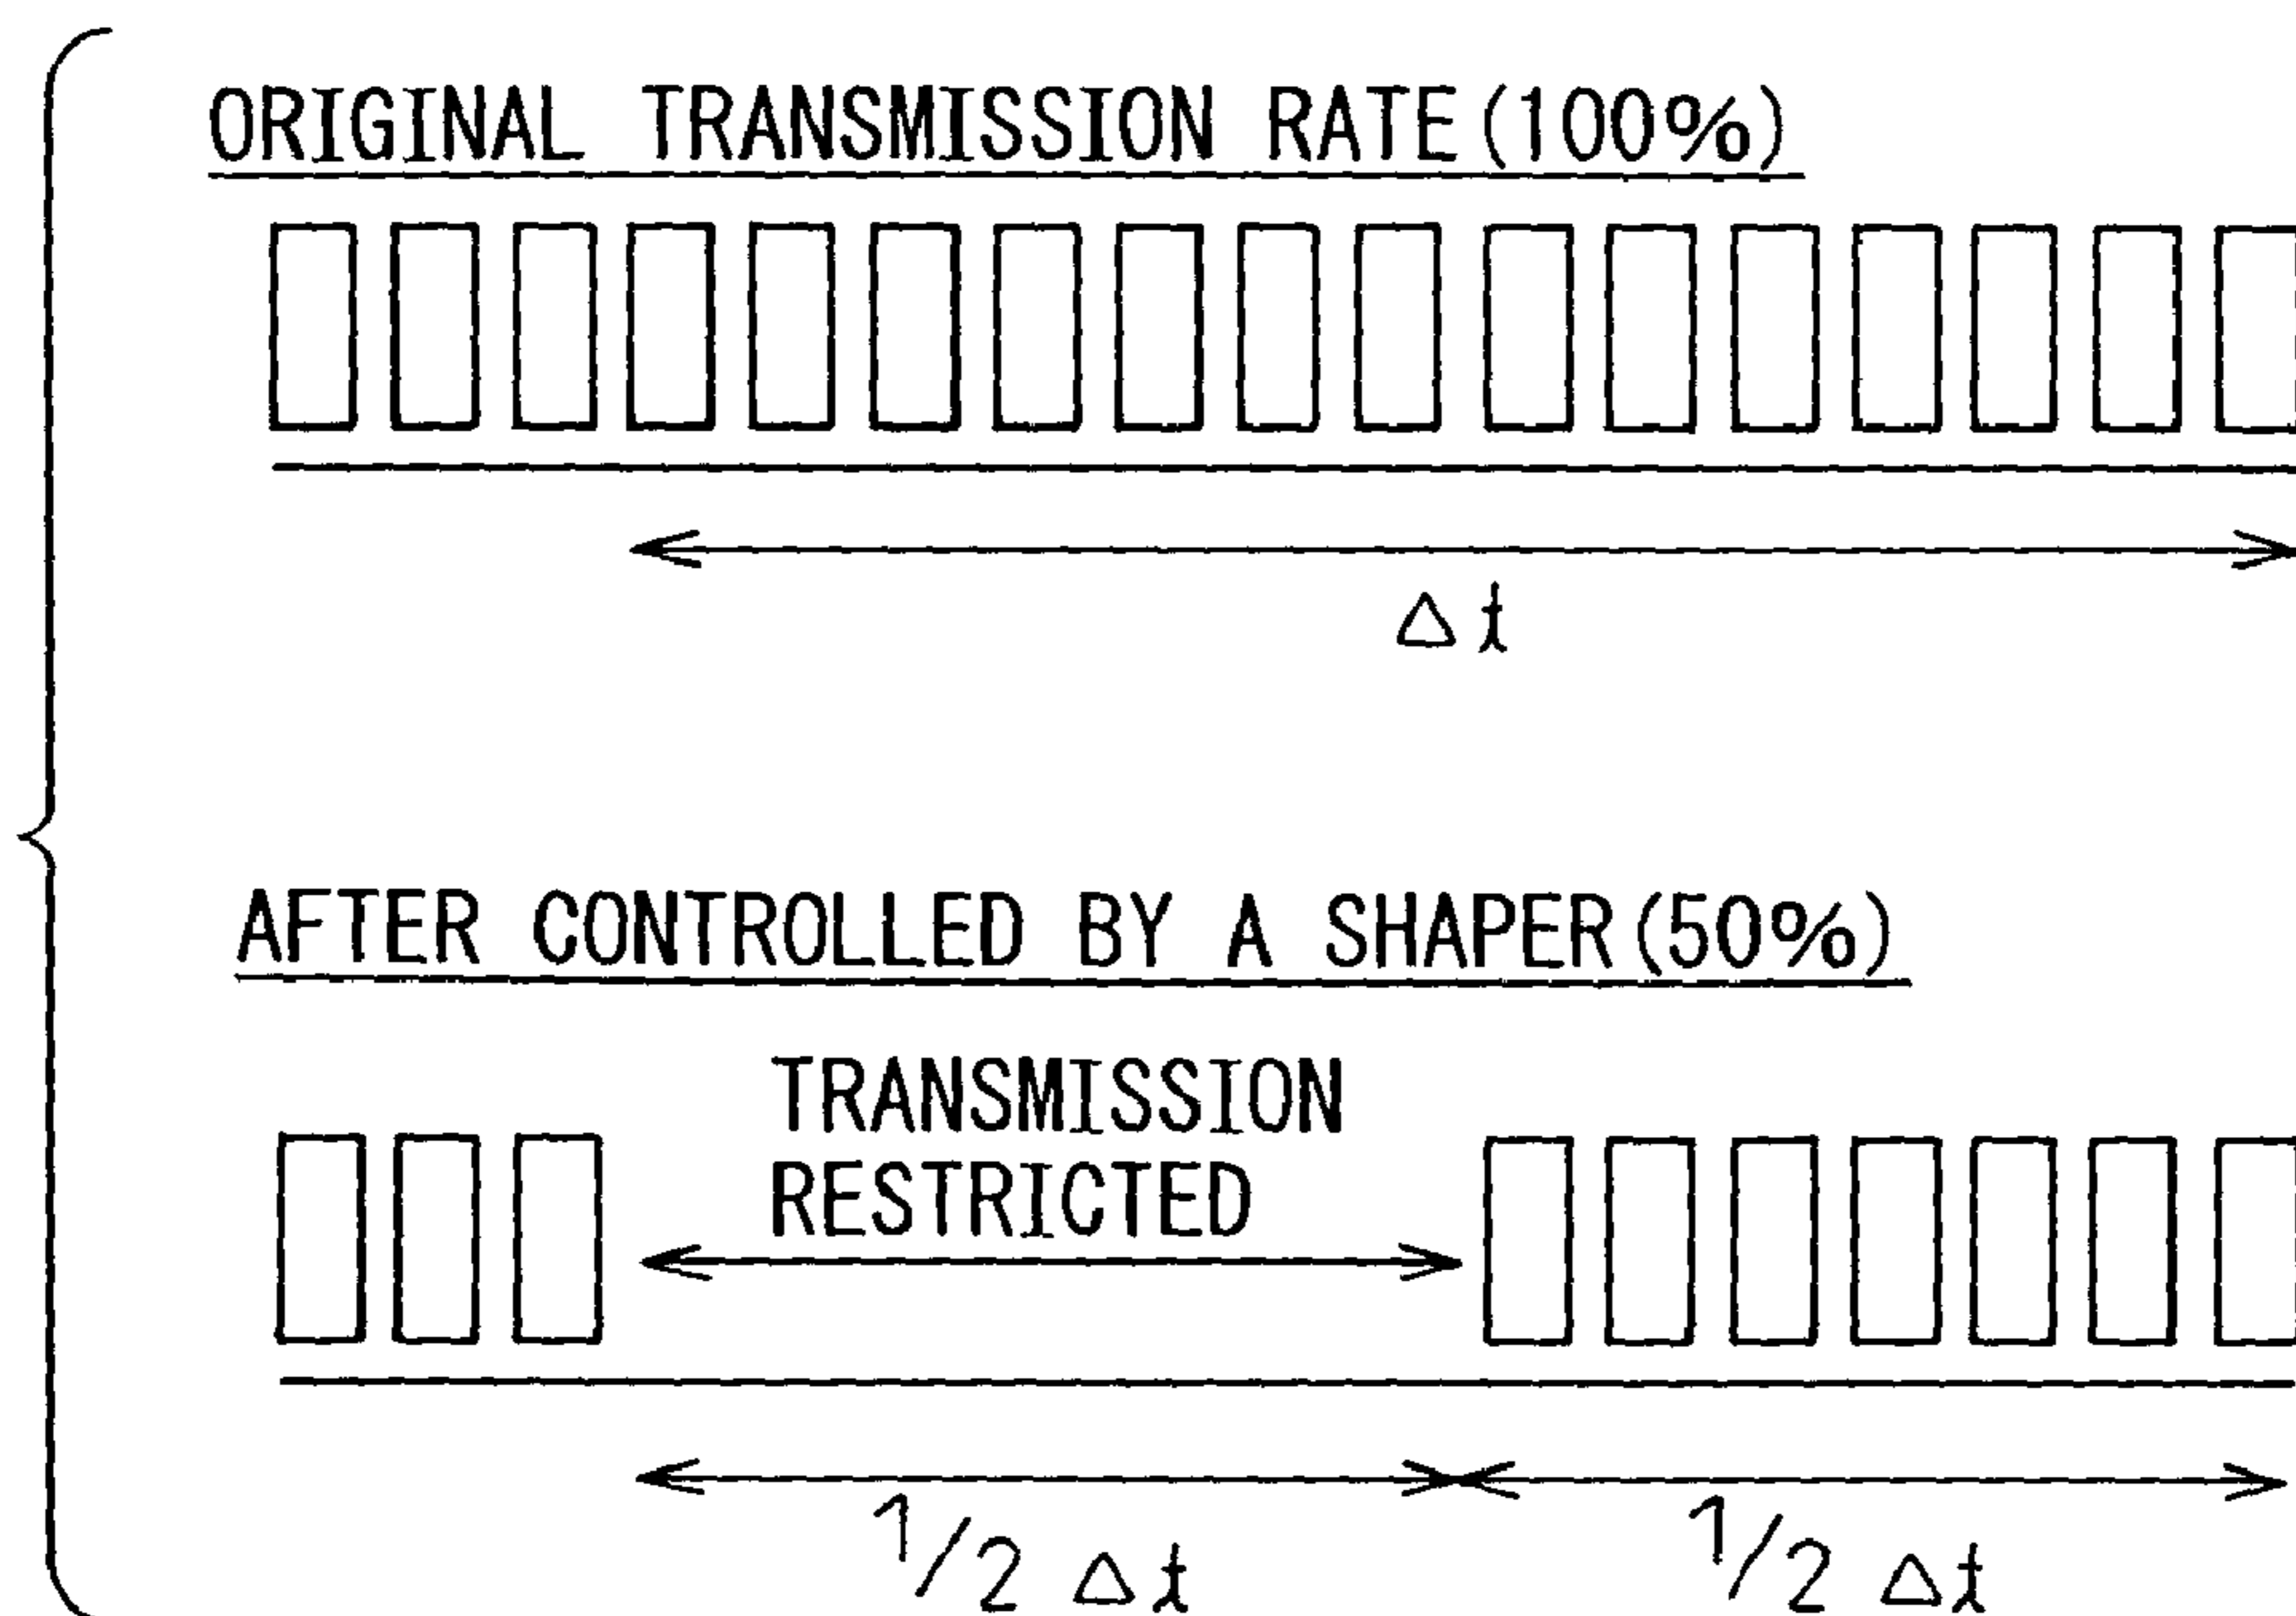 ORIGINAL TRANSMISSION RATE(100%)
Δt
AFTER CONTROLLED BY A SHAPER(50%)
TRANSMISSION
RESTRICTED
1/2 Δt
1/2 Δt